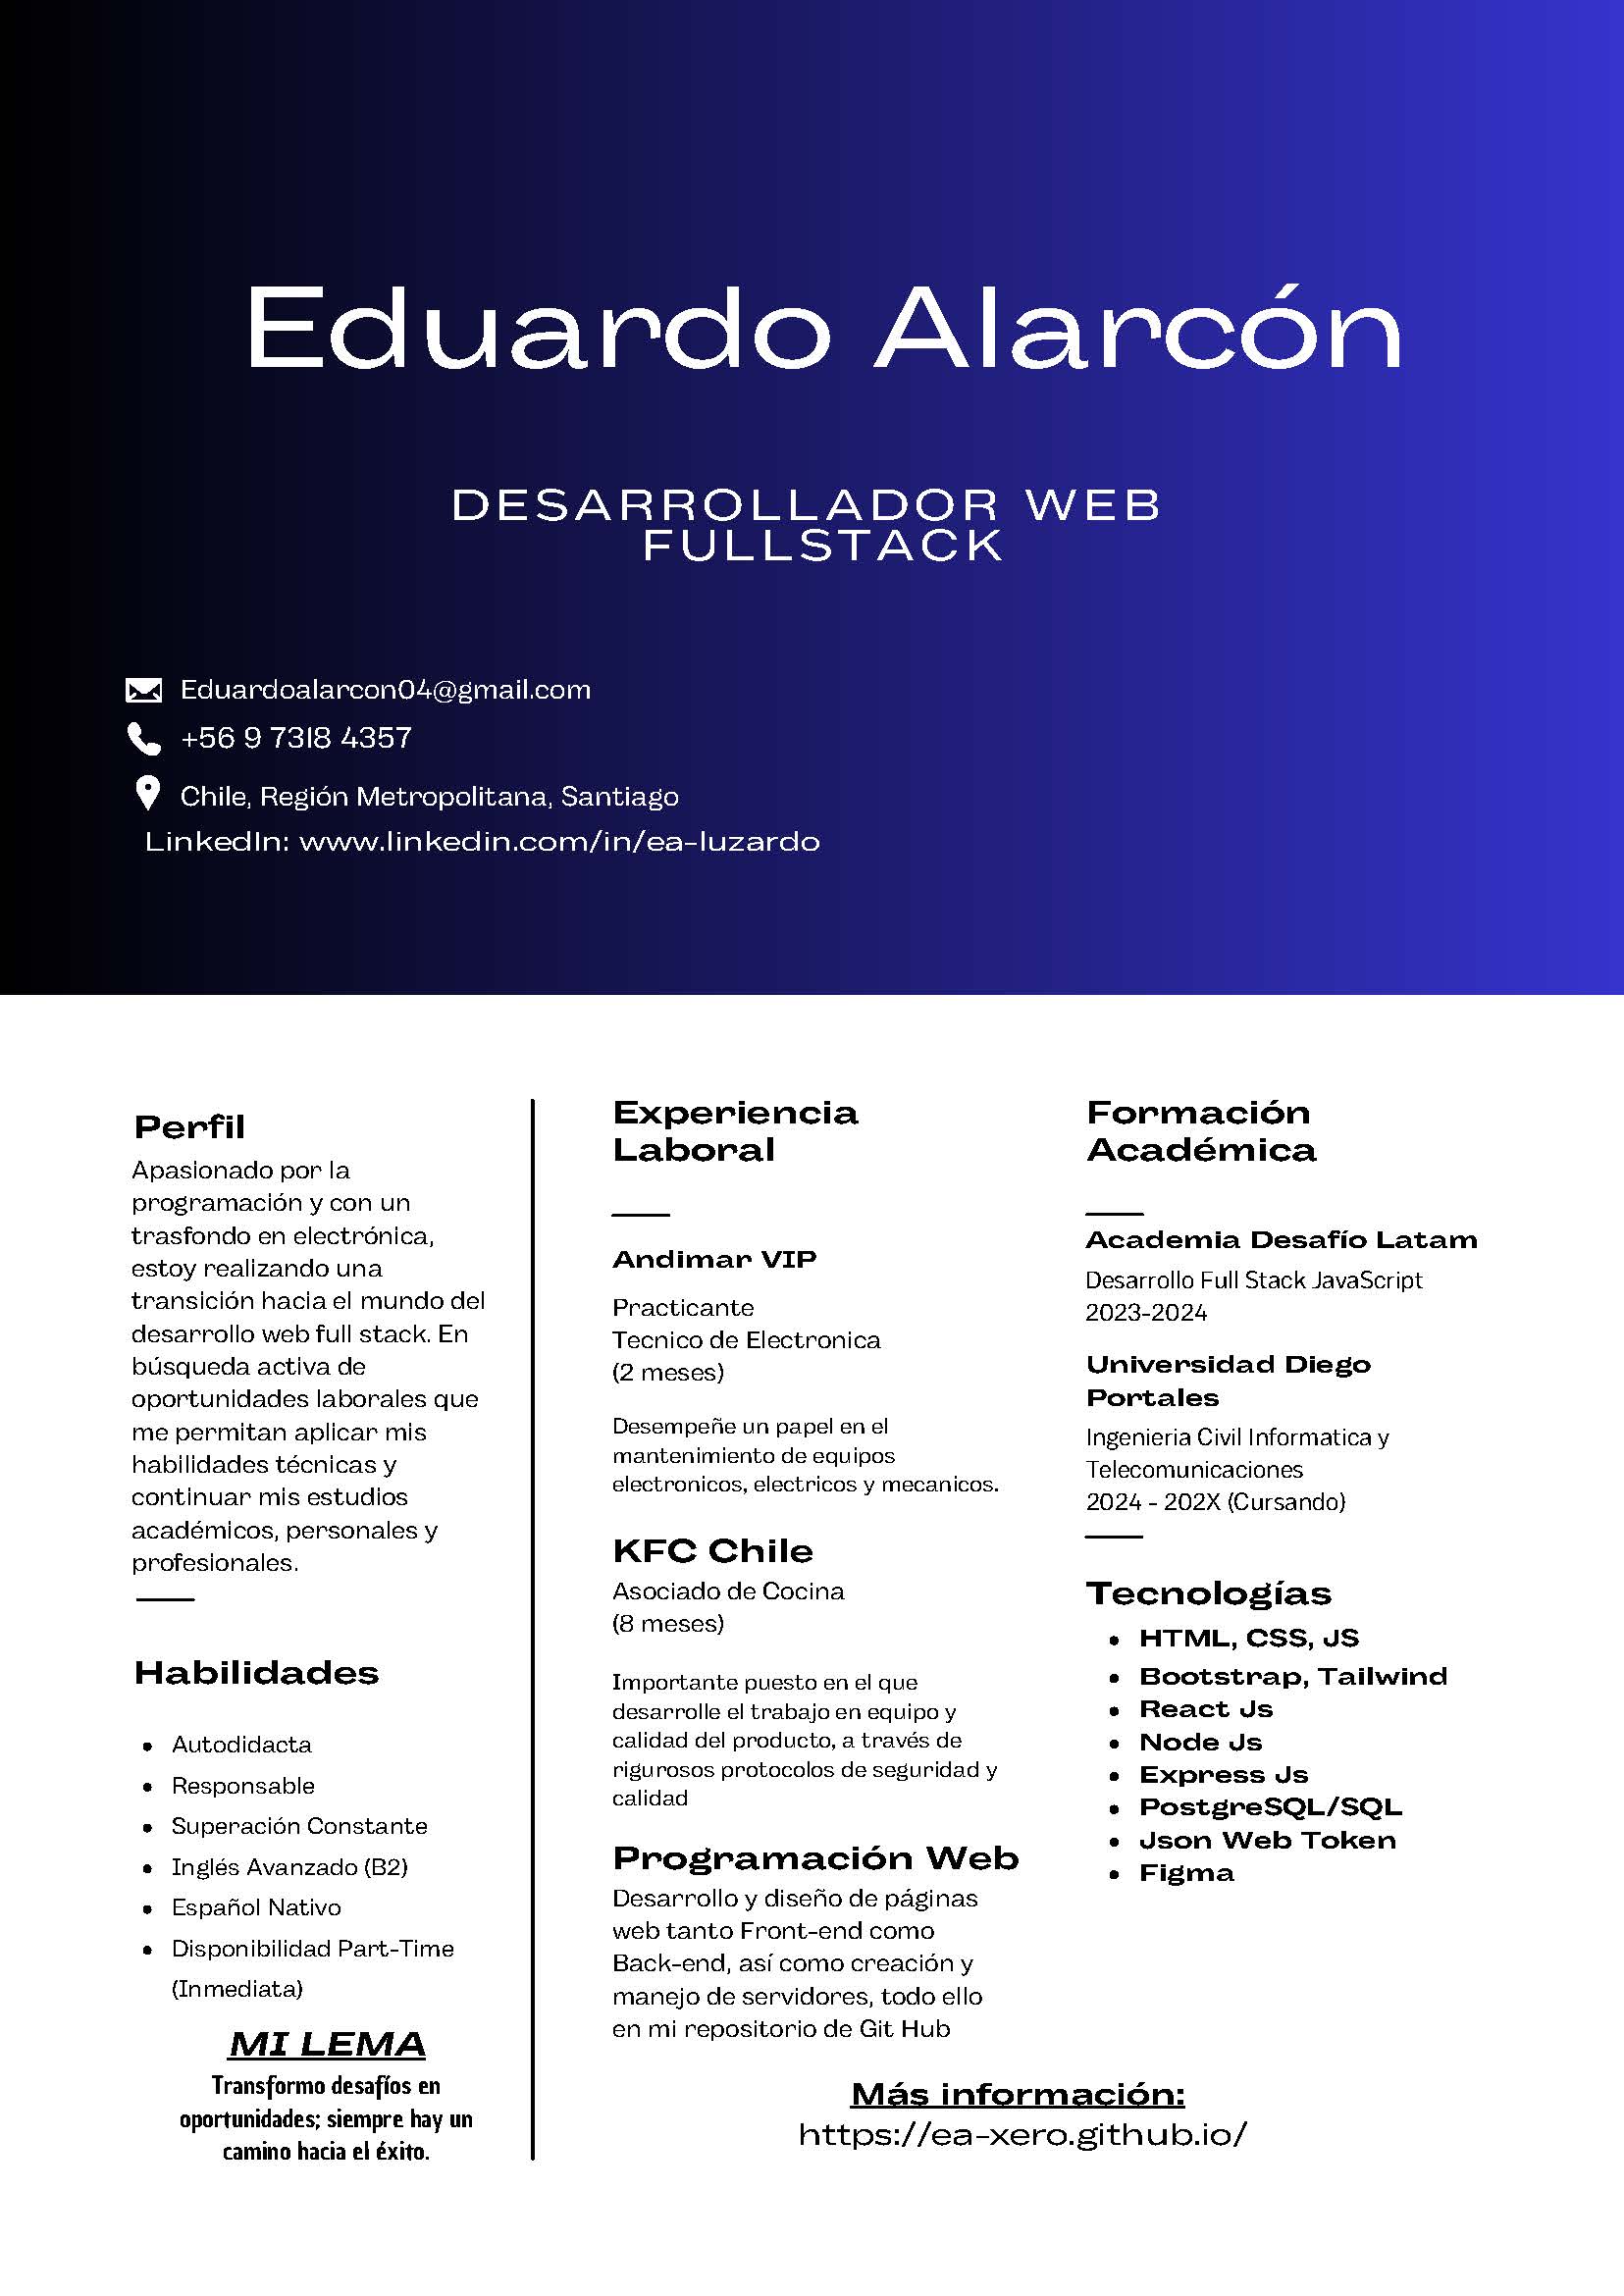 Eduardo Alarcón
DESARROLLADOR WEB
FULLSTACK
Eduardoalarcon04@gmail.com
+56 9 7318 4357
Chile, Región Metropolitana, Santiago
LinkedIn: www.linkedin.com/in/ea-luzardo
Perfil
Apasionado por la
programación y con un
trasfondo en electrónica,
estoy realizando una
transición hacia el mundo del
desarrollo web full stack. En
búsqueda activa de
oportunidades laborales que
me permitan aplicar mis
habilidades técnicas y
continuar mis estudios
académicos, personales y
profesionales.
Habilidades
• Autodidacta
• Responsable
• Superación Constante
• Inglés Avanzado (B2)
• Español Nativo
• Disponibilidad Part-Time
(Inmediata)
MI LEMA
Transformo desafíos en
oportunidades; siempre hay un
camino hacia el éxito.
Experiencia
Laboral
Andimar VIP
Practicante
Tecnico de Electronica
(2 meses)
Desempeñe un papel en el
mantenimiento de equipos
electronicos, electricos y mecanicos.
KFC Chile
Asociado de Cocina
(8 meses)
Importante puesto en el que
desarrolle el trabajo en equipo y
calidad del producto, a través de
rigurosos protocolos de seguridad y
calidad
Programación Web
Desarrollo y diseño de páginas
web tanto Front-end como
Back-end, así como creación y
manejo de servidores, todo ello
en mi repositorio de Git Hub
Formación
Académica
Academia Desafío Latam
Desarrollo Full Stack JavaScript
2023-2024
Universidad Diego
Portales
Ingenieria Civil Informatica y
Telecomunicaciones
2024 - 202X (Cursando)
Tecnologías
• HTML, CSS, JS
• Bootstrap, Tailwind
• React Js
• Node Js
• Express Js
• PostgreSQL/SQL
• Json Web Token
• Figma
Más información:
https://ea-xero.github.io/